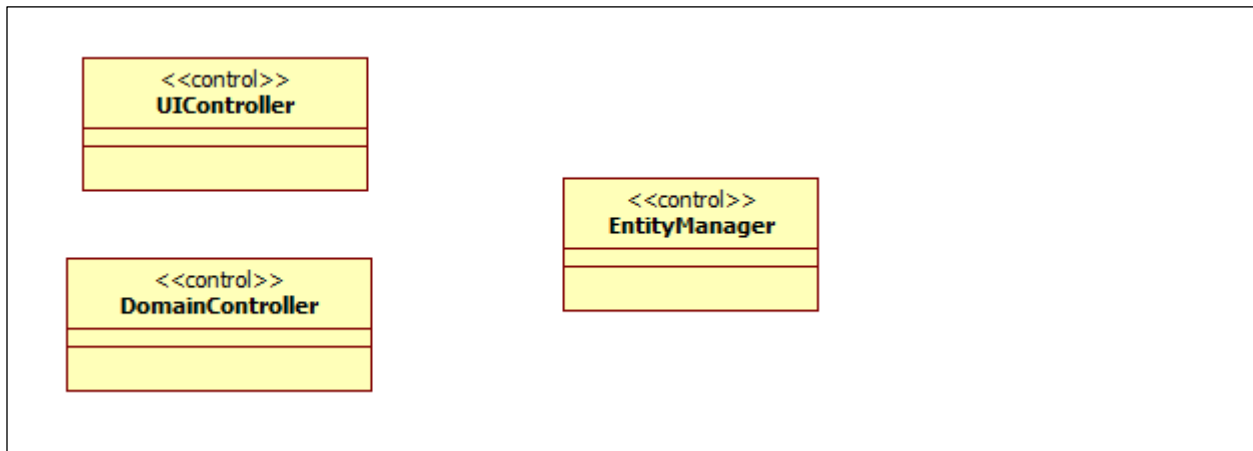 <<control>>
UIController
<<control>>
EntityManager
<<control>>
DomainController